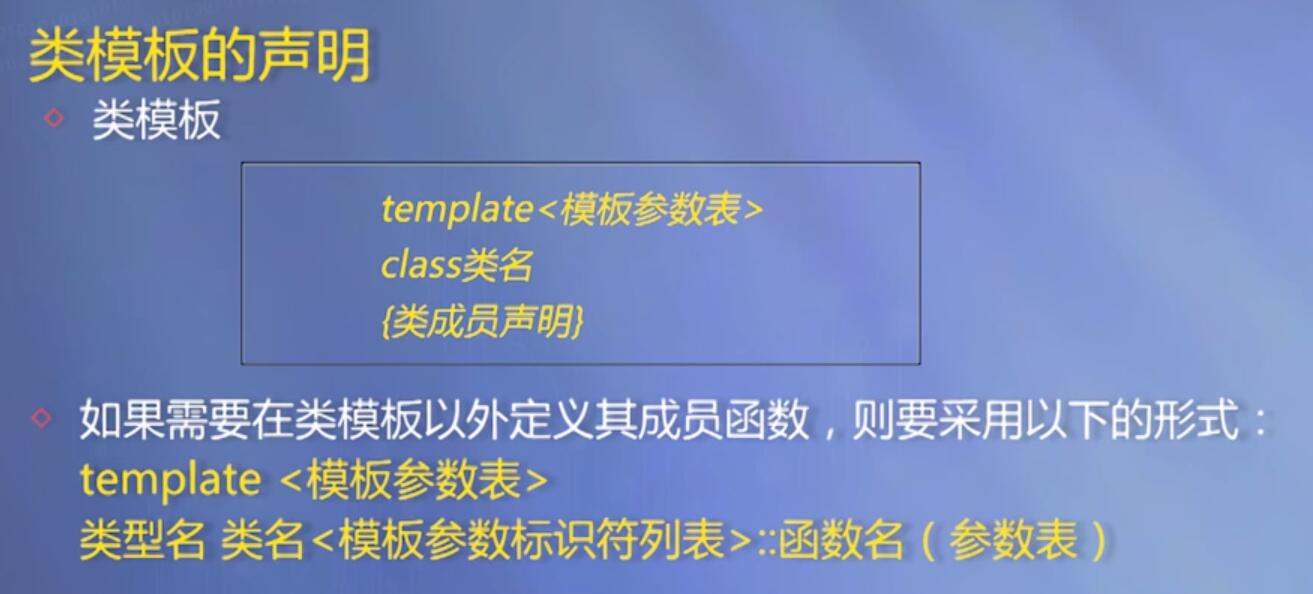 类模板的声明
类模板
template<模板参数表>
class类名
{类成员声明}
如果需要在类模板以外定义其成员函数，则要采用以下的形式：
template <模板参数表>
类型名 类名<模板参数标识符列表>::函数名（参数表）